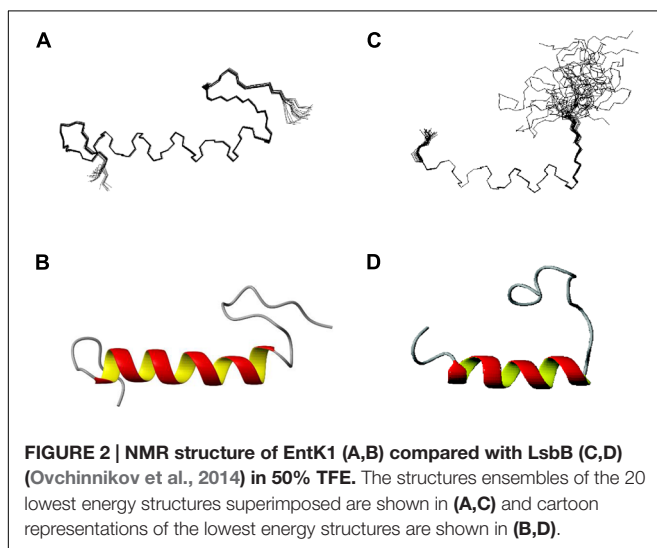 A
C
B
D
FIGURE 2 | NMR structure of EntK1 (A,B) compared with LsbB (C,D)
(Ovchinnikov et al., 2014) in 50% TFE. The structures ensembles of the 20
lowest energy structures superimposed are shown in (A,C) and cartoon
representations of the lowest energy structures are shown in (B,D).